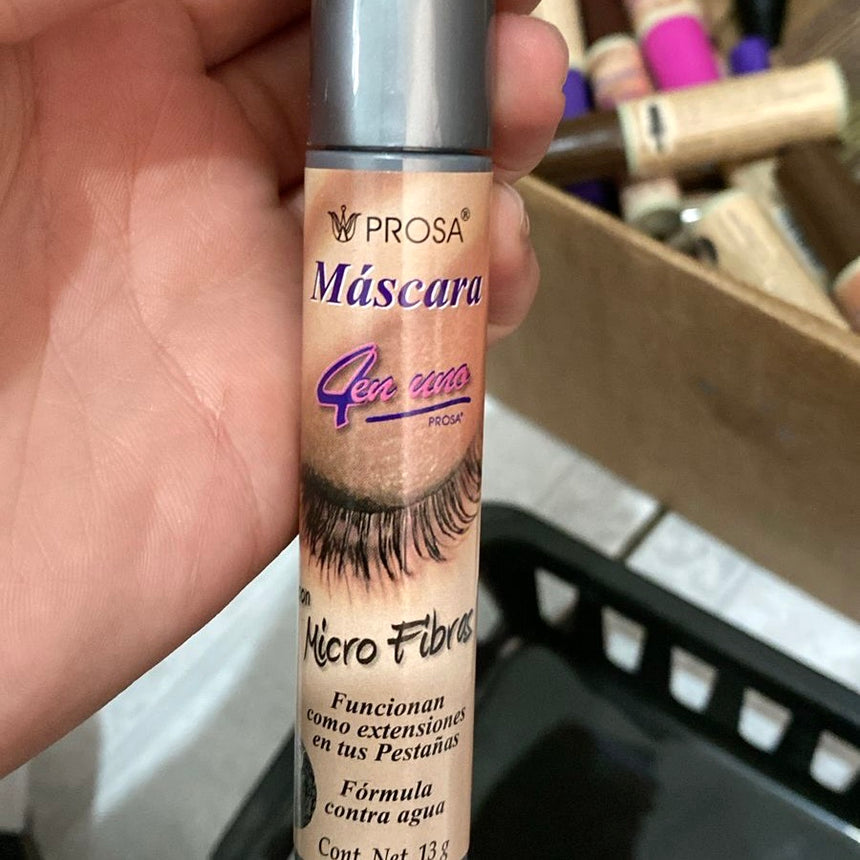 PROSA®
Máscara
4en uno
PROSA®
con
Micro Fibras
Funcionan
como extensiones
en tus Pestañas
Fórmula
contra agua
Cont. Net. 13 g